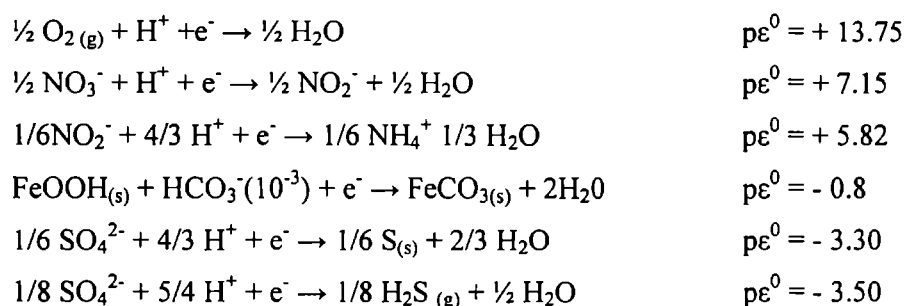 ½ O₂ (g) + H⁺ +e⁻ → ½ H₂O pε⁰ = + 13.75
½ NO₃⁻ + H⁺ + e⁻ → ½ NO₂⁻ + ½ H₂O pε⁰ = + 7.15
1/6NO₂⁻ + 4/3 H⁺ + e⁻ → 1/6 NH₄⁺ 1/3 H₂O pε⁰ = + 5.82
FeOOH(s) + HCO₃⁻(10⁻³) + e⁻ → FeCO₃(s) + 2H₂0 pε⁰ = - 0.8
1/6 SO₄²⁻ + 4/3 H⁺ + e⁻ → 1/6 S(s) + 2/3 H₂O pε⁰ = - 3.30
1/8 SO₄²⁻ + 5/4 H⁺ + e⁻ → 1/8 H₂S (g) + ½ H₂O pε⁰ = - 3.50